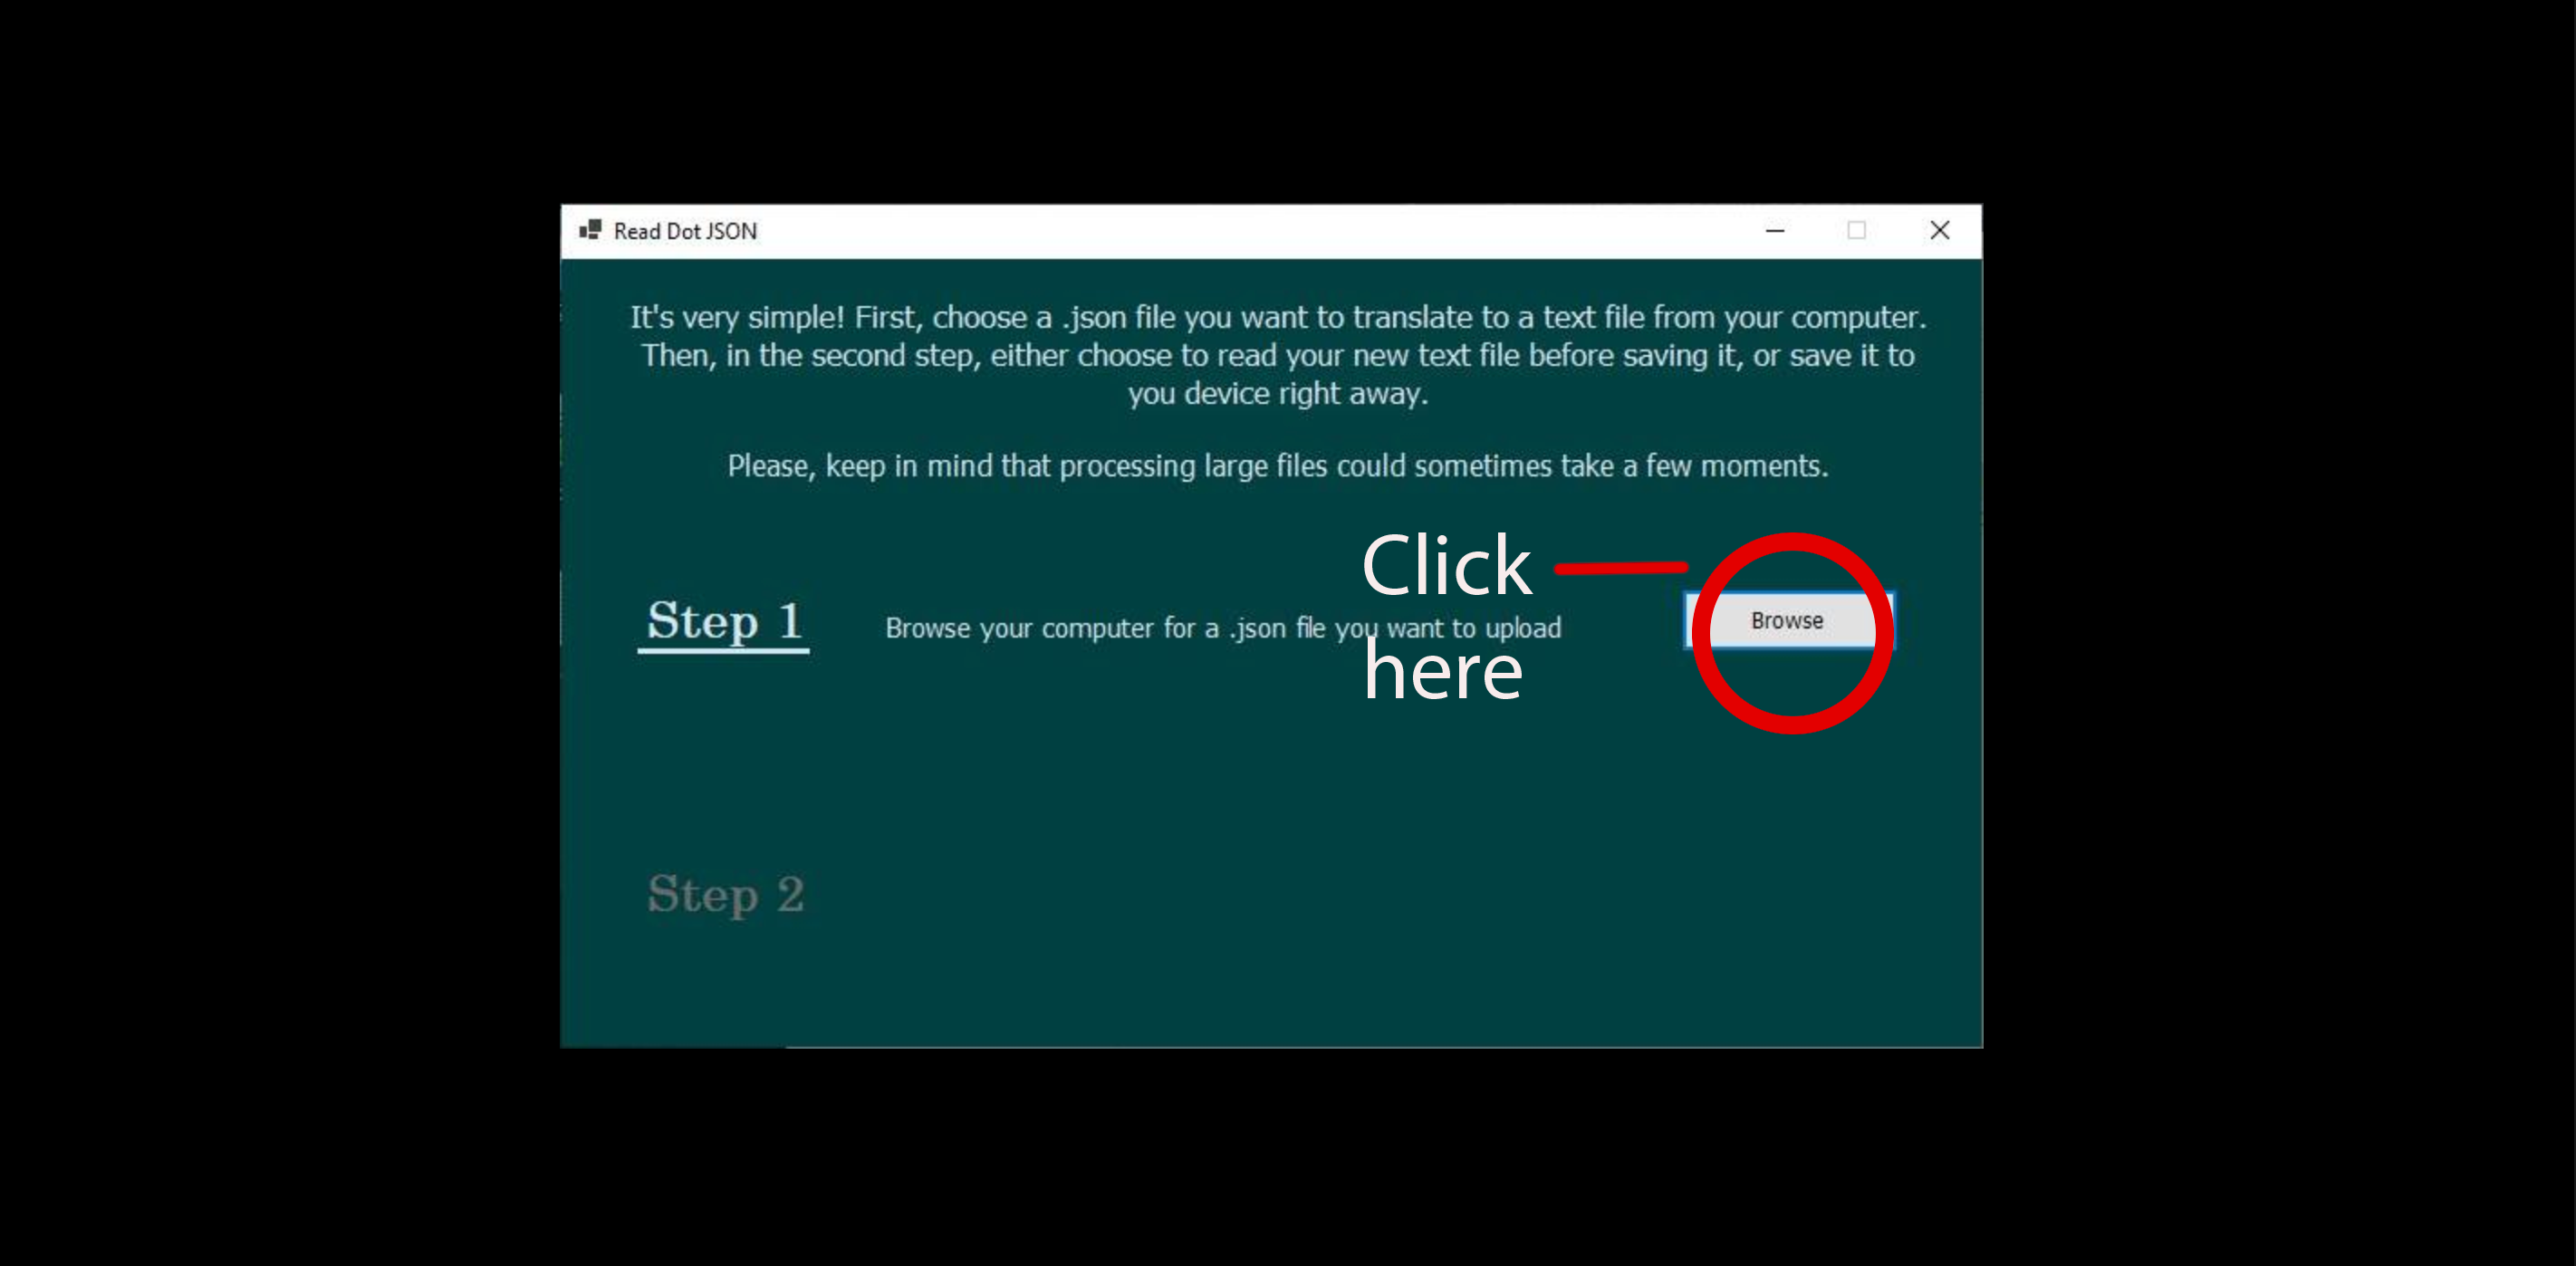 Read Dot JSON
It's very simple! First, choose a .json file you want to translate to a text file from your computer.
Then, in the second step, either choose to read your new text file before saving it, or save it to
you device right away.
Please, keep in mind that processing large files could sometimes take a few moments.
Click
Step 1
Browse your computer for a .json file you want to upload
Browse
here
Step 2